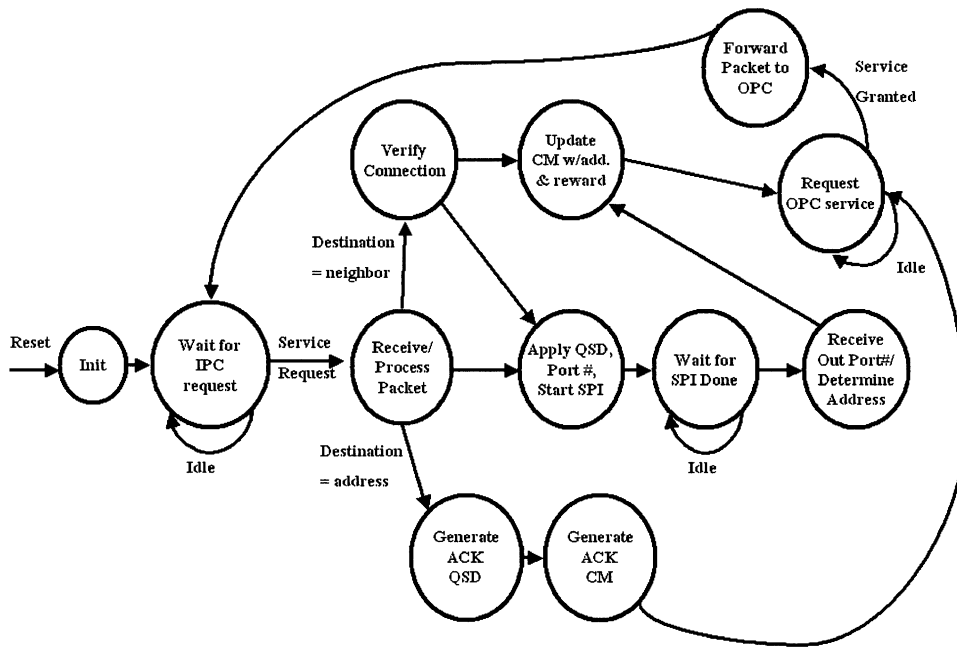 Forward
Packet to
OPC
Service
Granted
Verify
Connection
Update
CM w/add.
& reward
Request
OPC service
Idle
Destination
= neighbor
Reset
Init
Wait for
IPC
request
Idle
Service
Request
Receive/
Process
Packet
Apply QSD,
Port #,
Start SPI
Wait for
SPI Done
Idle
Receive
Out Port#/
Determine
Address
Destination
= address
Generate
ACK
QSD
Generate
ACK
CM